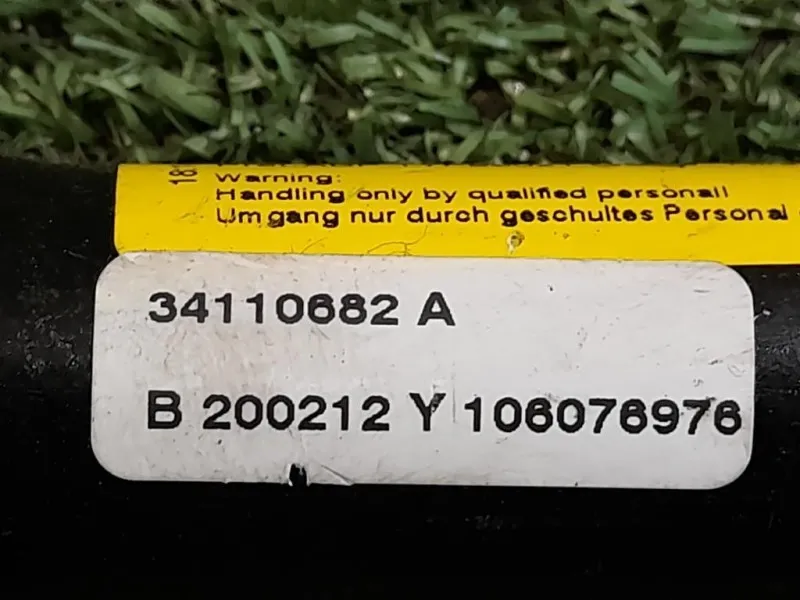 Warning:
Handling only by qualified personall
Umgang nur durch geschultes Personal
34110682 A
B 200212 Y 106076976